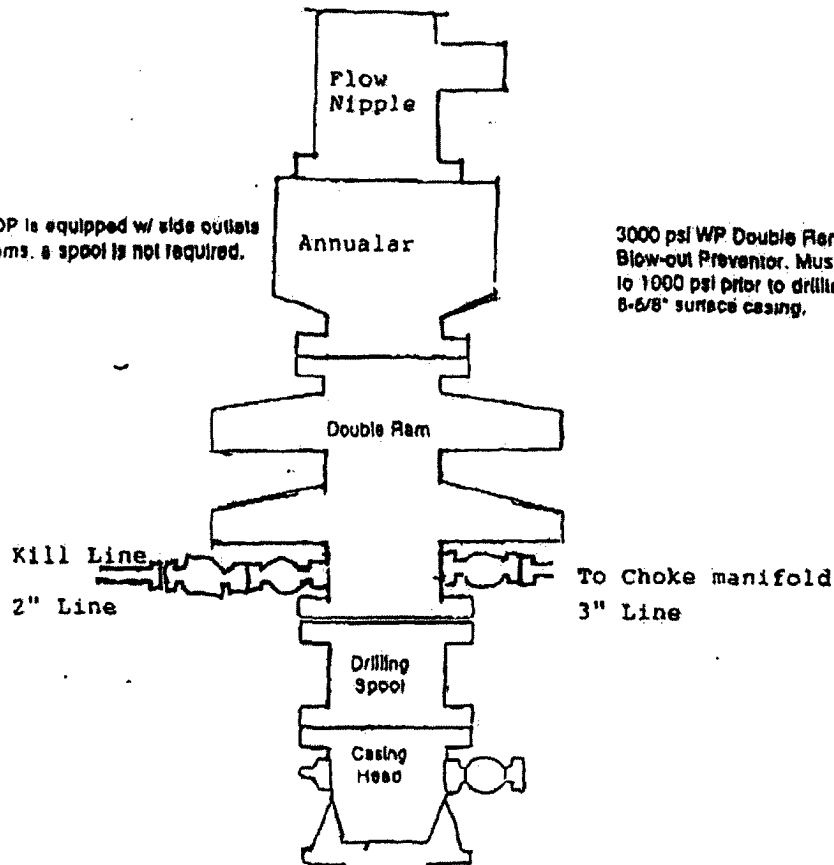 Flow
Nipple
OP is equipped w/ side outlets
oms. a spool is not required.
Annualar
3000 psi WP Double Ram
Blow-out Preventor. Mus
to 1000 psi prior to drillin
8-5/8" surface casing.
Double Ram
Kill Line
2" Line
To Choke manifold
3" Line
Drilling
Spool
Casing
Head